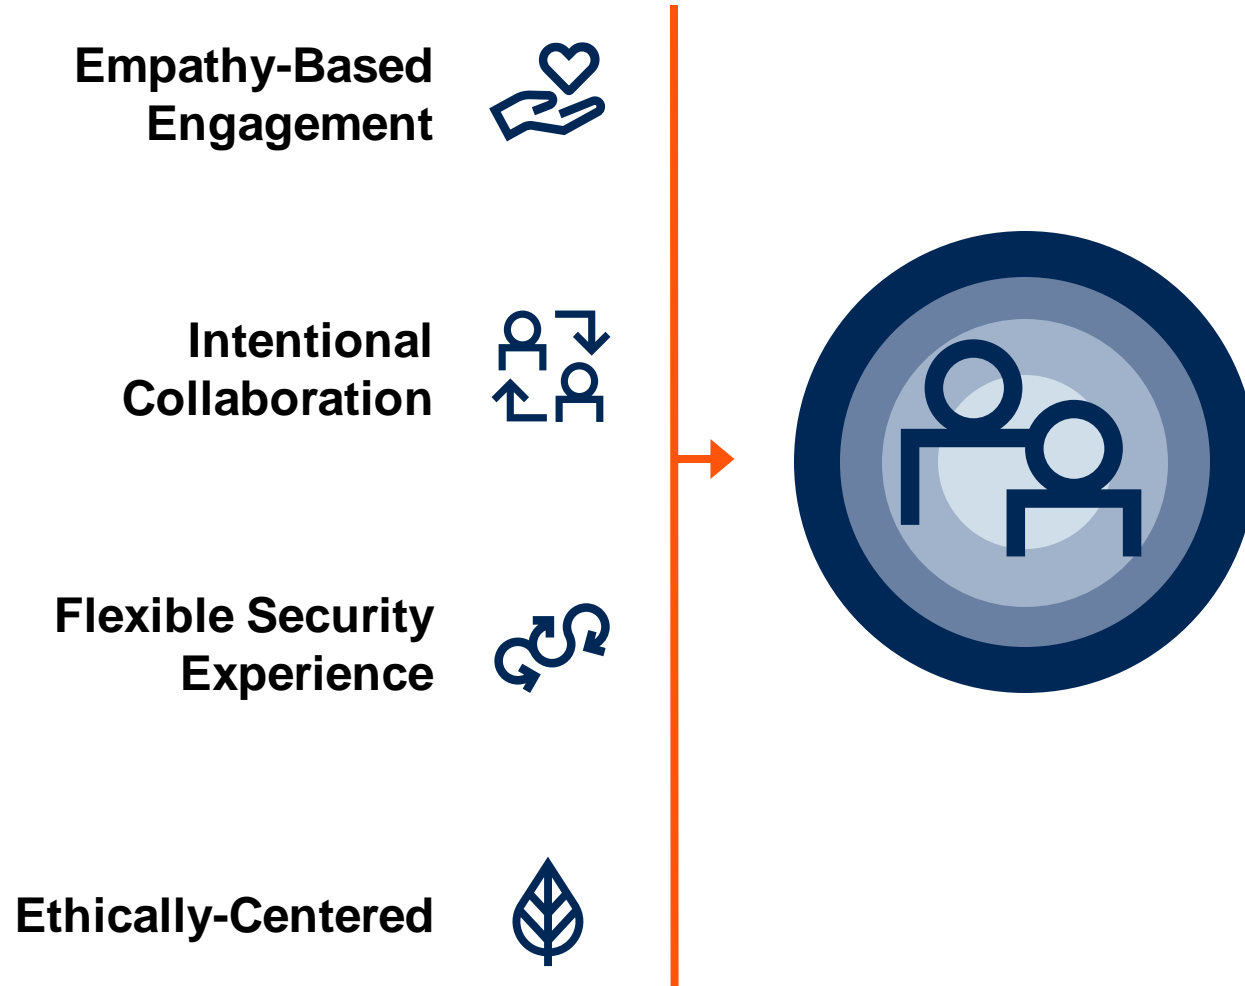 Empathy-Based
Engagement
Intentional
Collaboration
Flexible Security
Experience
Ethically-Centered